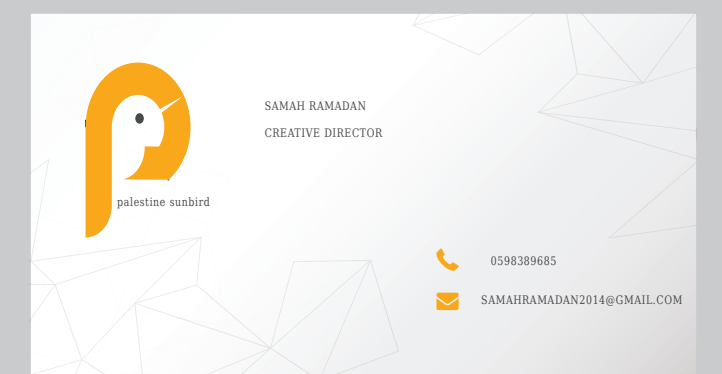 SAMAH RAMADAN
CREATIVE DIRECTOR
palestine sunbird
0598389685
SAMAHRAMADAN2014@GMAIL.COM